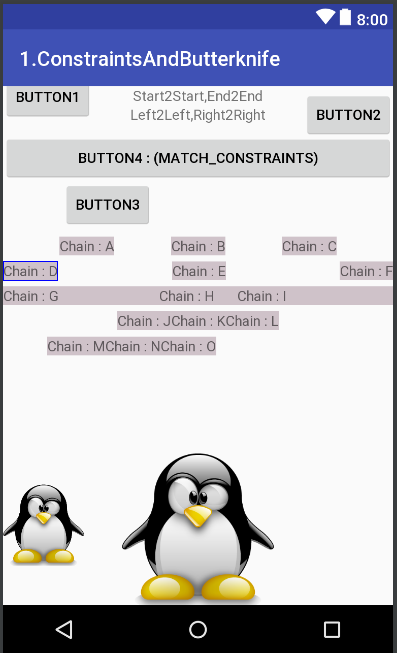 8:00
1.ConstraintsAndButterknife
BUTTON1
Start2Start,End2End
Left2Left,Right2Right
BUTTON2
BUTTON4 : (MATCH_CONSTRAINTS)
BUTTON3
Chain : A Chain : B Chain : C
Chain : D Chain : E Chain : F
Chain : G Chain : H Chain : I
Chain : JChain : KChain : L
Chain : MChain : NChain : O